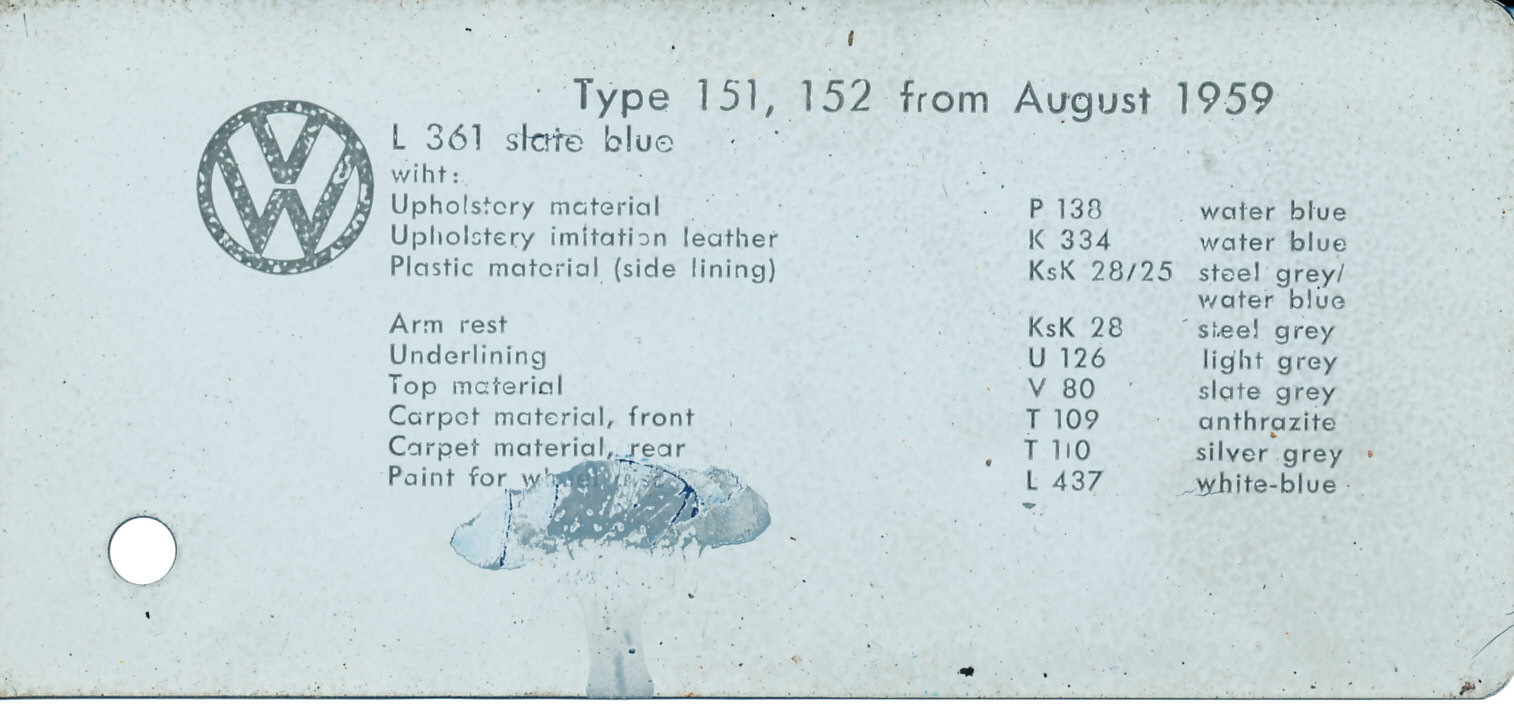 Type 151, 152 from August 1959
L 361 slate blue
wiht:
Upholstery material P 138 water blue
Upholstery imitation leather K 334 water blue
Plastic material (side lining) KsK 28/25 steel grey/
water blue
Arm rest KsK 28 steel grey
Underlining U 126 light grey
Top material V 80 slate grey
Carpet material, front T 109 anthrazite
Carpet material, rear T 110 silver grey
Paint for L 437 white-blue